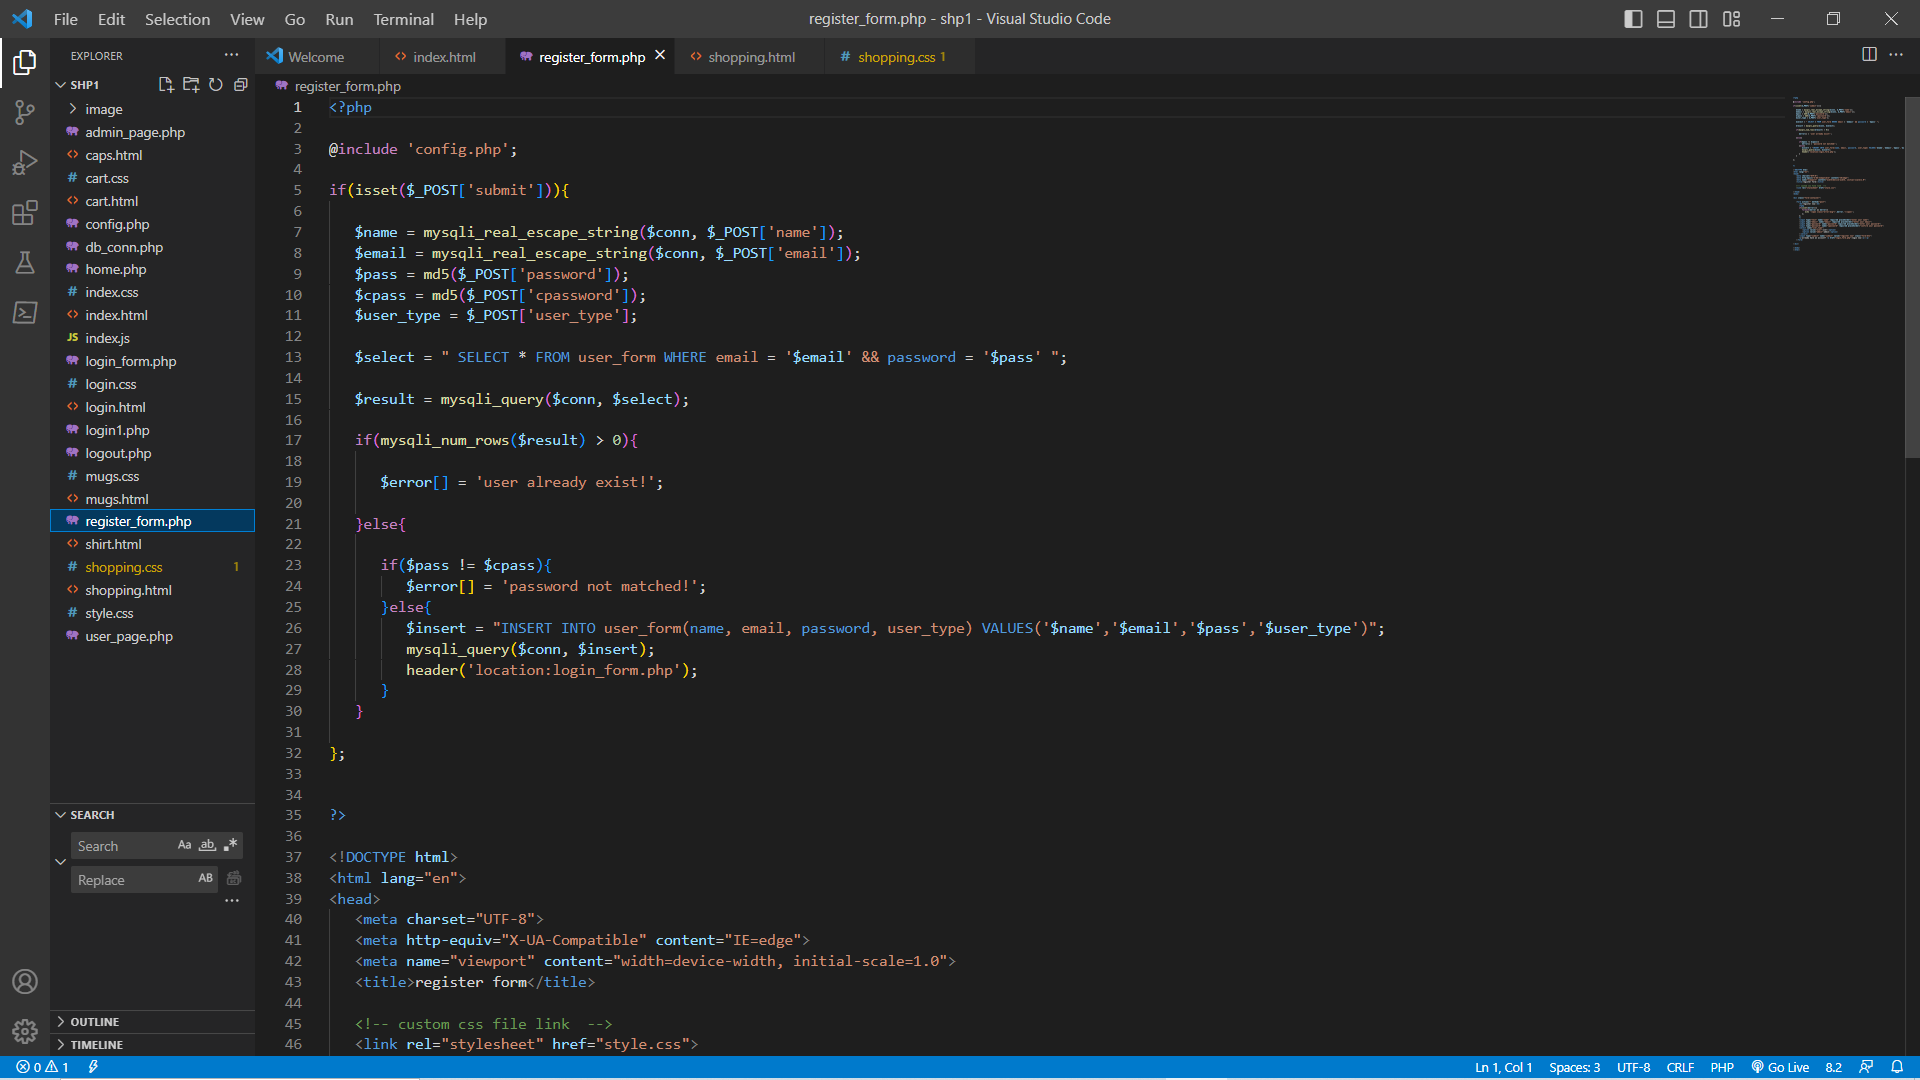 File Edit Selection View Go Run Terminal Help
register_form.php - shp1 - Visual Studio Code
EXPLORER
Welcome
index.html
register_form.php
shopping.html
shopping.css 1
SHP1
image
admin_page.php
caps.html
cart.css
cart.html
config.php
db_conn.php
home.php
index.css
index.html
JS index.js
login_form.php
login.css
login.html
login1.php
logout.php
mugs.css
mugs.html
register_form.php
shirt.html
shopping.css 1
shopping.html
style.css
user_page.php
SEARCH
Search Aa ab
Replace AB
OUTLINE
TIMELINE
register_form.php
1 <?php
2
3 @include 'config.php';
4
5 if(isset($_POST['submit'])){
6
7 $name = mysqli_real_escape_string($conn, $_POST['name']);
8 $email = mysqli_real_escape_string($conn, $_POST['email']);
9 $pass = md5($_POST['password']);
10 $cpass = md5($_POST['cpassword']);
11 $user_type = $_POST['user_type'];
12
13 $select = " SELECT * FROM user_form WHERE email = '$email' && password = '$pass' ";
14
15 $result = mysqli_query($conn, $select);
16
17 if(mysqli_num_rows($result) > 0){
18
19 $error[] = 'user already exist!';
20
21 }else{
22
23 if($pass != $cpass){
24 $error[] = 'password not matched!';
25 }else{
26 $insert = "INSERT INTO user_form(name, email, password, user_type) VALUES('$name','$email','$pass','$user_type')";
27 mysqli_query($conn, $insert);
28 header('location:login_form.php');
29 }
30 }
31
32 };
33
34
35 ?>
36
37 <!DOCTYPE html>
38 <html lang="en">
39 <head>
40 <meta charset="UTF-8">
41 <meta http-equiv="X-UA-Compatible" content="IE=edge">
42 <meta name="viewport" content="width=device-width, initial-scale=1.0">
43 <title>register form</title>
44
45 <!-- custom css file link -->
46 <link rel="stylesheet" href="style.css">
0 1
Ln 1, Col 1 Spaces: 3 UTF-8 CRLF PHP Go Live 8.2